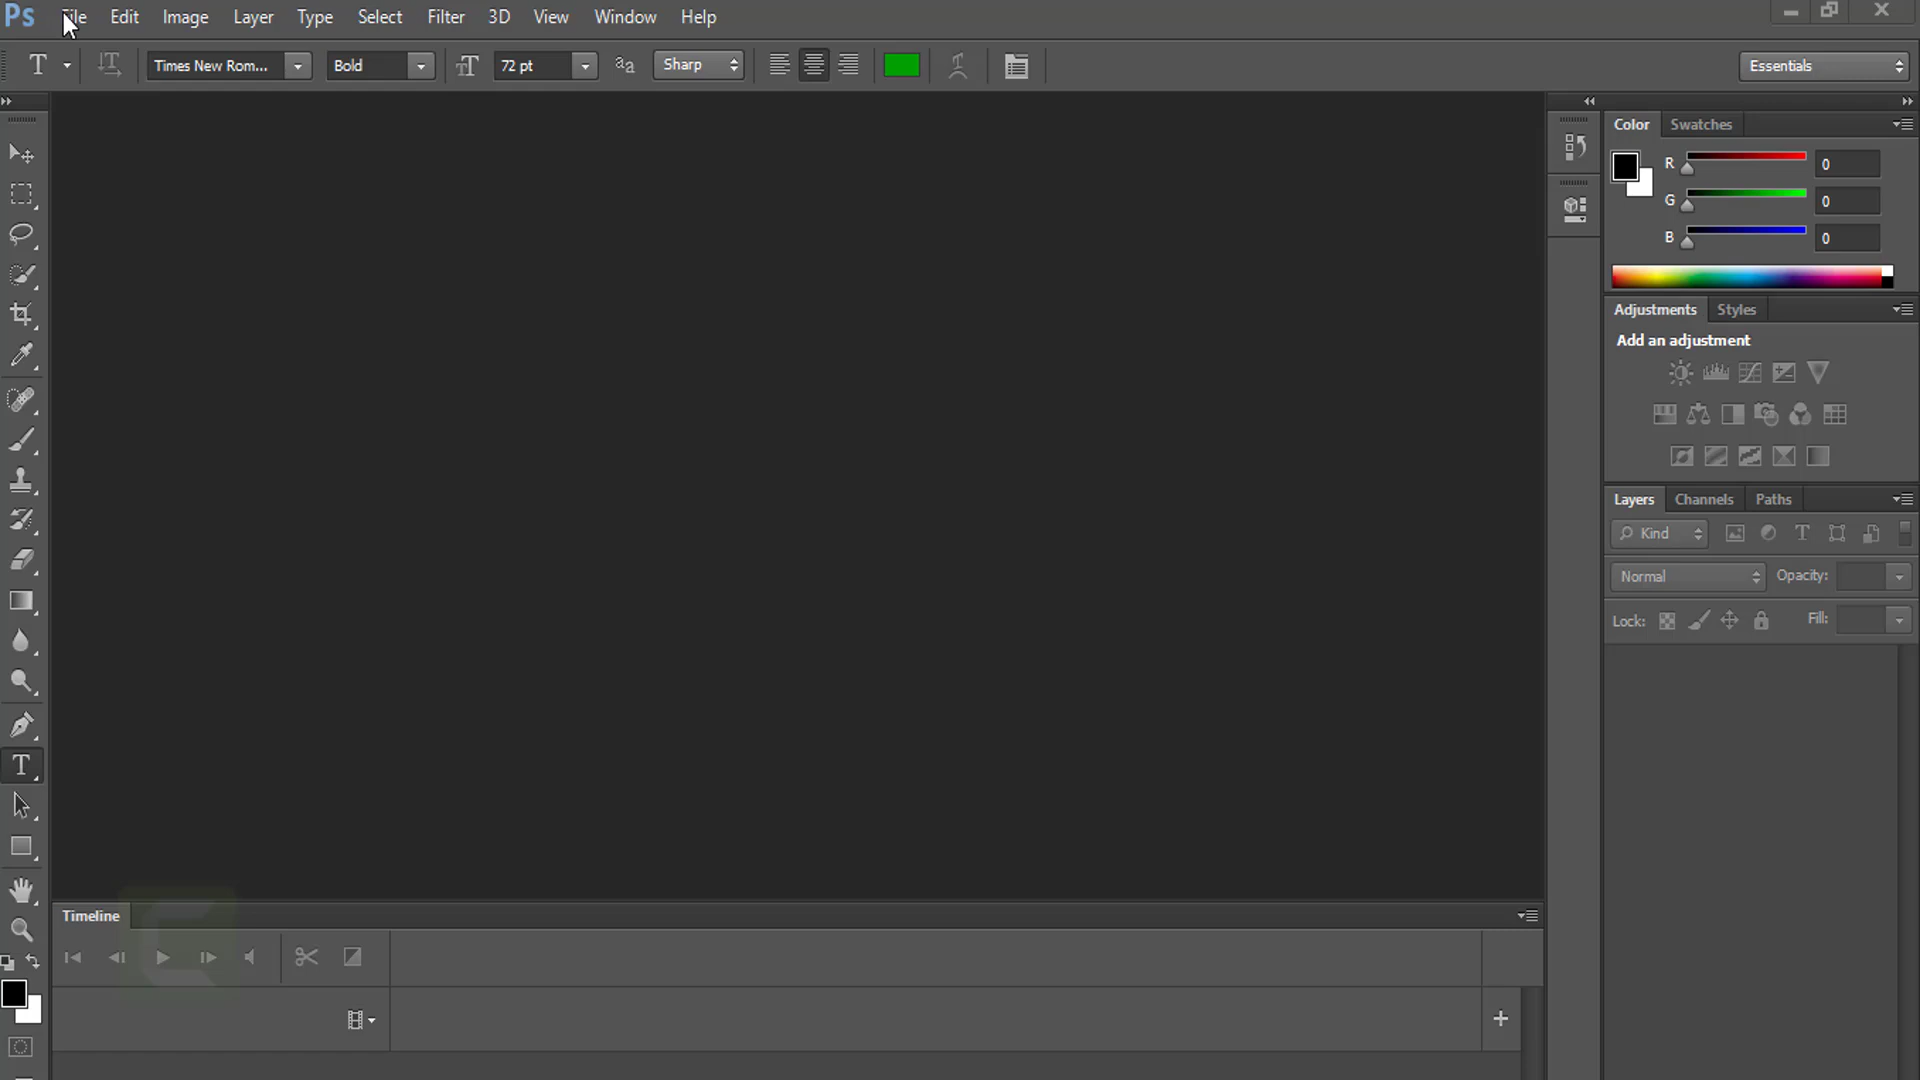 Ps File Edit Image Layer Type Select Filter 3D View Window Help
T Times New Rom... Bold 72 pt Sharp Essentials
Color Swatches
R 0
G 0
B 0
Adjustments Styles
Add an adjustment
Layers Channels Paths
Kind
Normal Opacity:
Lock: Fill:
Timeline